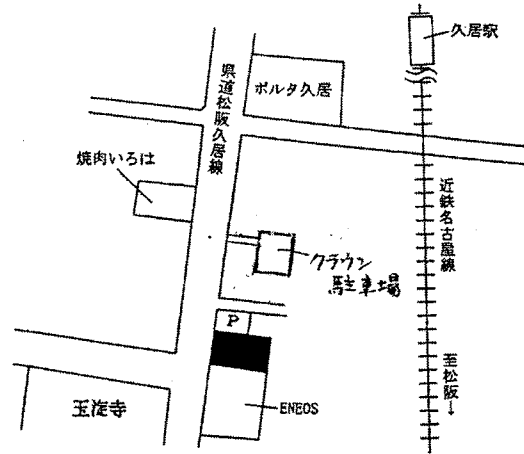 久居駅
ポルタ久居
県道松阪久居線
焼肉いろは
近鉄名古屋線
クラウン
駐車場
P
至松阪↓
玉泷寺
ENEOS